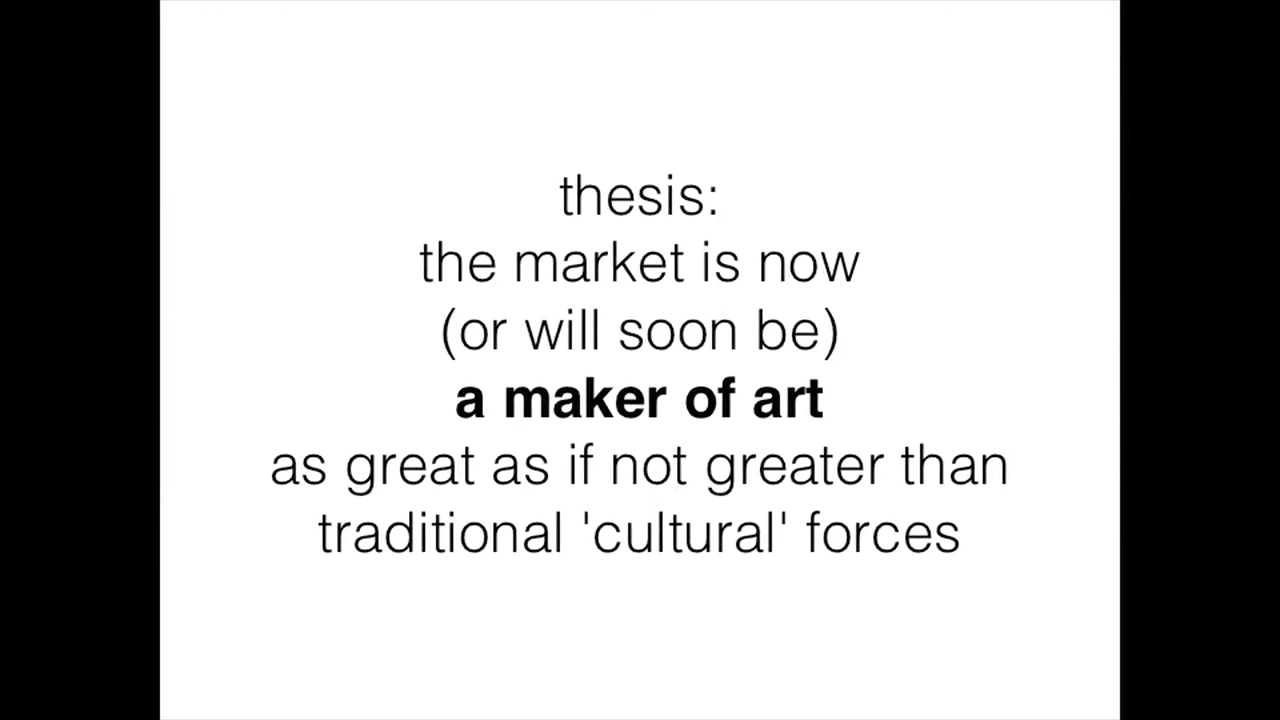 thesis:
the market is now
(or will soon be)
a maker of art
as great as if not greater than
traditional 'cultural' forces